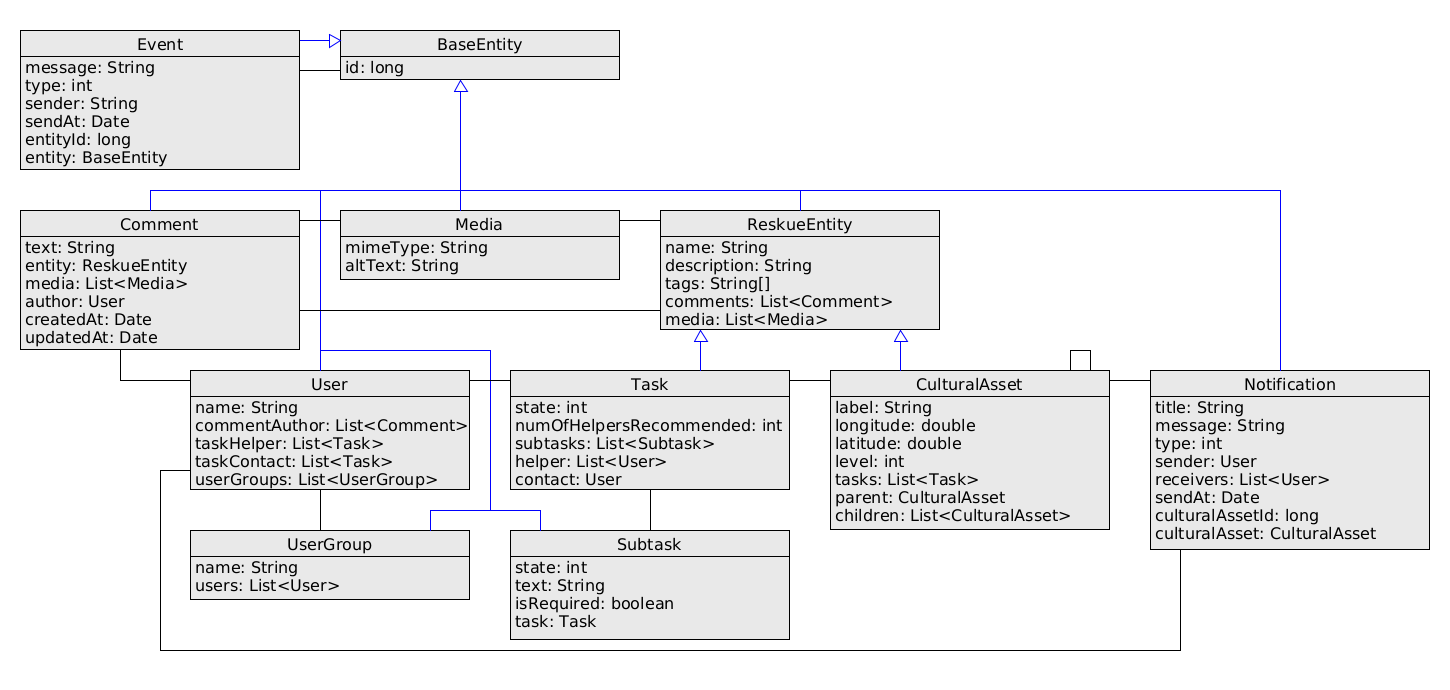 Event
message: String
type: int
sender: String
sendAt: Date
entityId: long
entity: BaseEntity
BaseEntity
id: long
Comment
text: String
entity: ReskueEntity
media: List<Media>
author: User
createdAt: Date
updatedAt: Date
Media
mimeType: String
altText: String
ReskueEntity
name: String
description: String
tags: String[]
comments: List<Comment>
media: List<Media>
User
name: String
commentAuthor: List<Comment>
taskHelper: List<Task>
taskContact: List<Task>
userGroups: List<UserGroup>
Task
state: int
numOfHelpersRecommended: int
subtasks: List<Subtask>
helper: List<User>
contact: User
CulturalAsset
label: String
longitude: double
latitude: double
level: int
tasks: List<Task>
parent: CulturalAsset
children: List<CulturalAsset>
Notification
title: String
message: String
type: int
sender: User
receivers: List<User>
sendAt: Date
culturalAssetId: long
culturalAsset: CulturalAsset
UserGroup
name: String
users: List<User>
Subtask
state: int
text: String
isRequired: boolean
task: Task